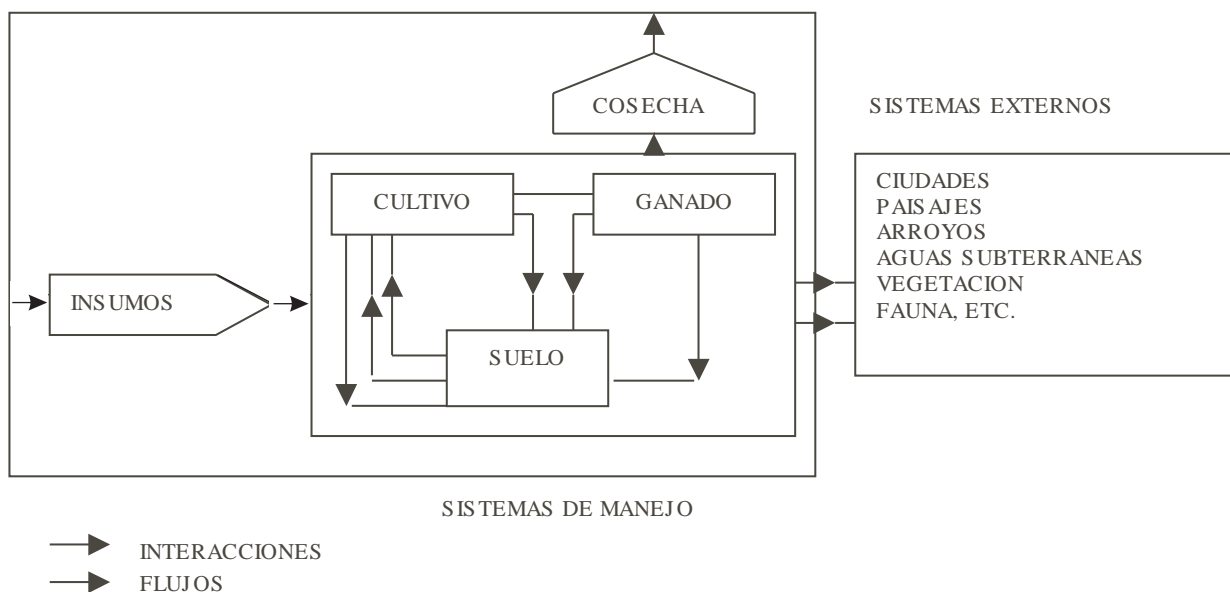 COSECHA
SISTEMAS EXTERNOS
CULTIVO
GANADO
CIUDADES
PAISAJES
ARROYOS
AGUAS SUBTERRANEAS
VEGETACION
FAUNA, ETC.
INSUMOS
SUELO
SISTEMAS DE MANEJO
INTERACCIONES
FLUJOS